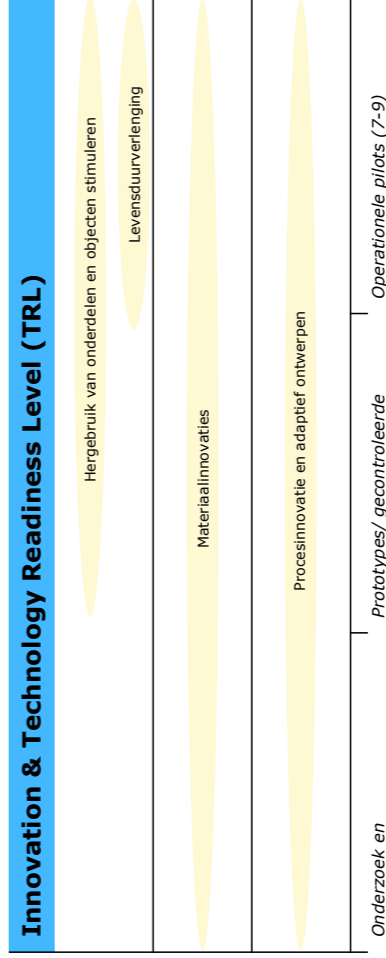 Innovation & Technology Readiness Level (TRL)
Hergebruik van onderdelen en objecten stimuleren
Levensduurverlenging
Materiaalinnovaties
Procesinnovatie en adaptief ontwerpen
Onderzoek en
Prototypes/ gecontroleerde
Operationele pilots (7-9)